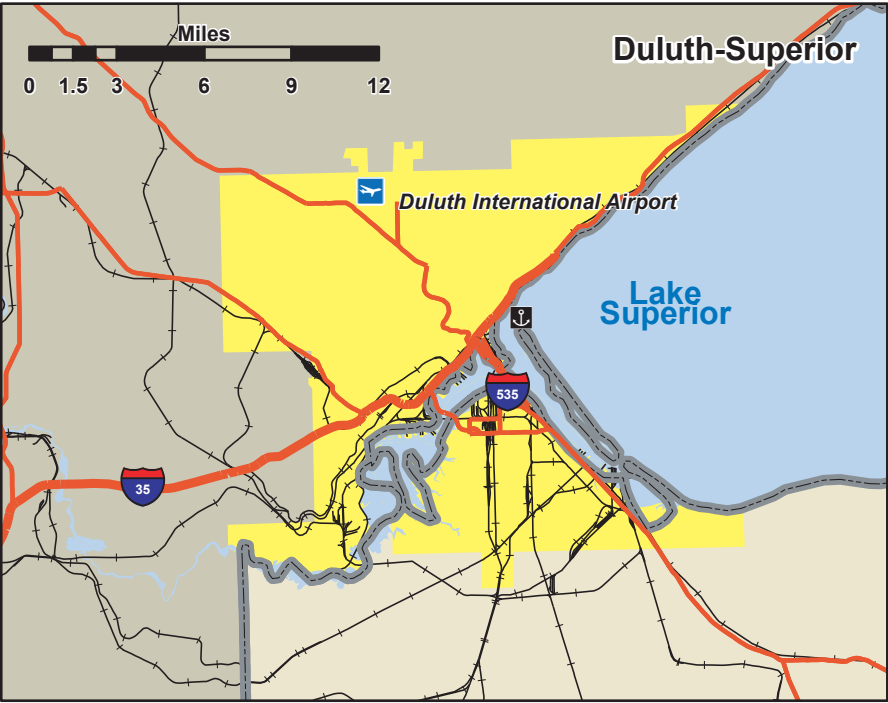 Miles
0 1.5 3 6 9 12
Duluth-Superior
Duluth International Airport
Lake
Superior
535
35